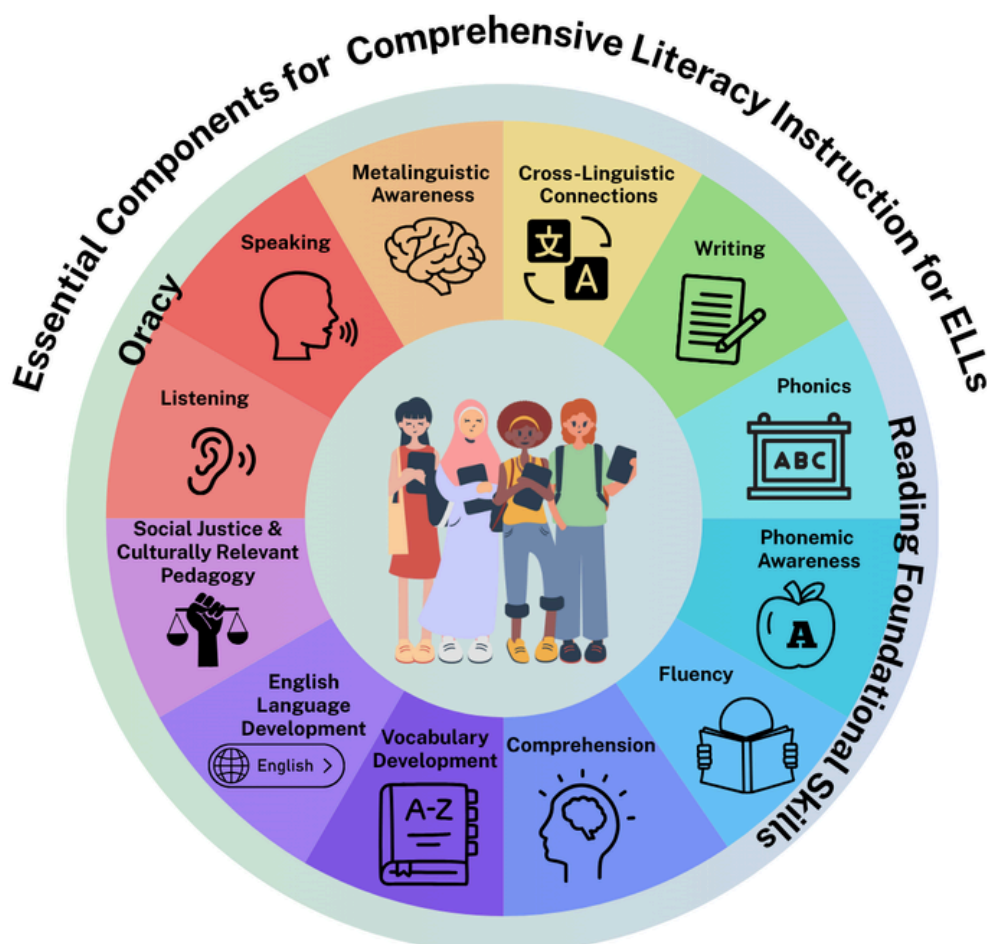 Essential Components for Comprehensive Literacy Instruction for ELLs
Oracy
Reading Foundational Skills
Metalinguistic
Awareness
Cross-Linguistic
Connections
文
A
Writing
Phonics
ABC
Phonemic
Awareness
A
Fluency
Comprehension
Vocabulary
Development
A-Z
English
Language
Development
English >
Social Justice &
Culturally Relevant
Pedagogy
Listening
Speaking